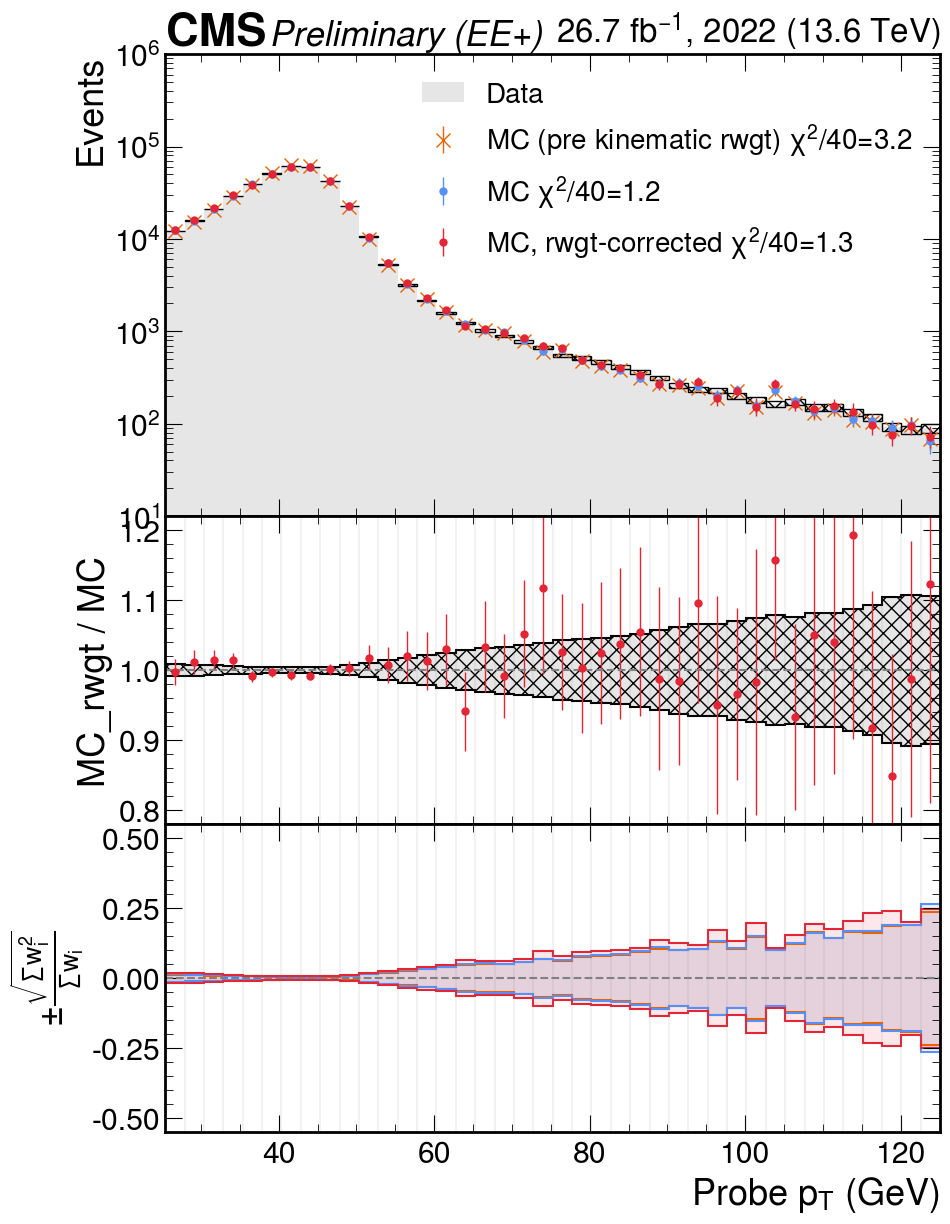 CMS Preliminary (EE+) 26.7 fb⁻¹, 2022 (13.6 TeV)
Events
10⁶
10⁵
10⁴
10³
10²
10¹
Data
MC (pre kinematic rwgt) χ²/40=3.2
MC χ²/40=1.2
MC, rwgt-corrected χ²/40=1.3
MC_rwgt / MC
1.2
1.1
1.0
0.9
0.8
±√Σwᵢ² / Σwᵢ
0.50
0.25
0.00
-0.25
-0.50
40 60 80 100 120
Probe p_T (GeV)